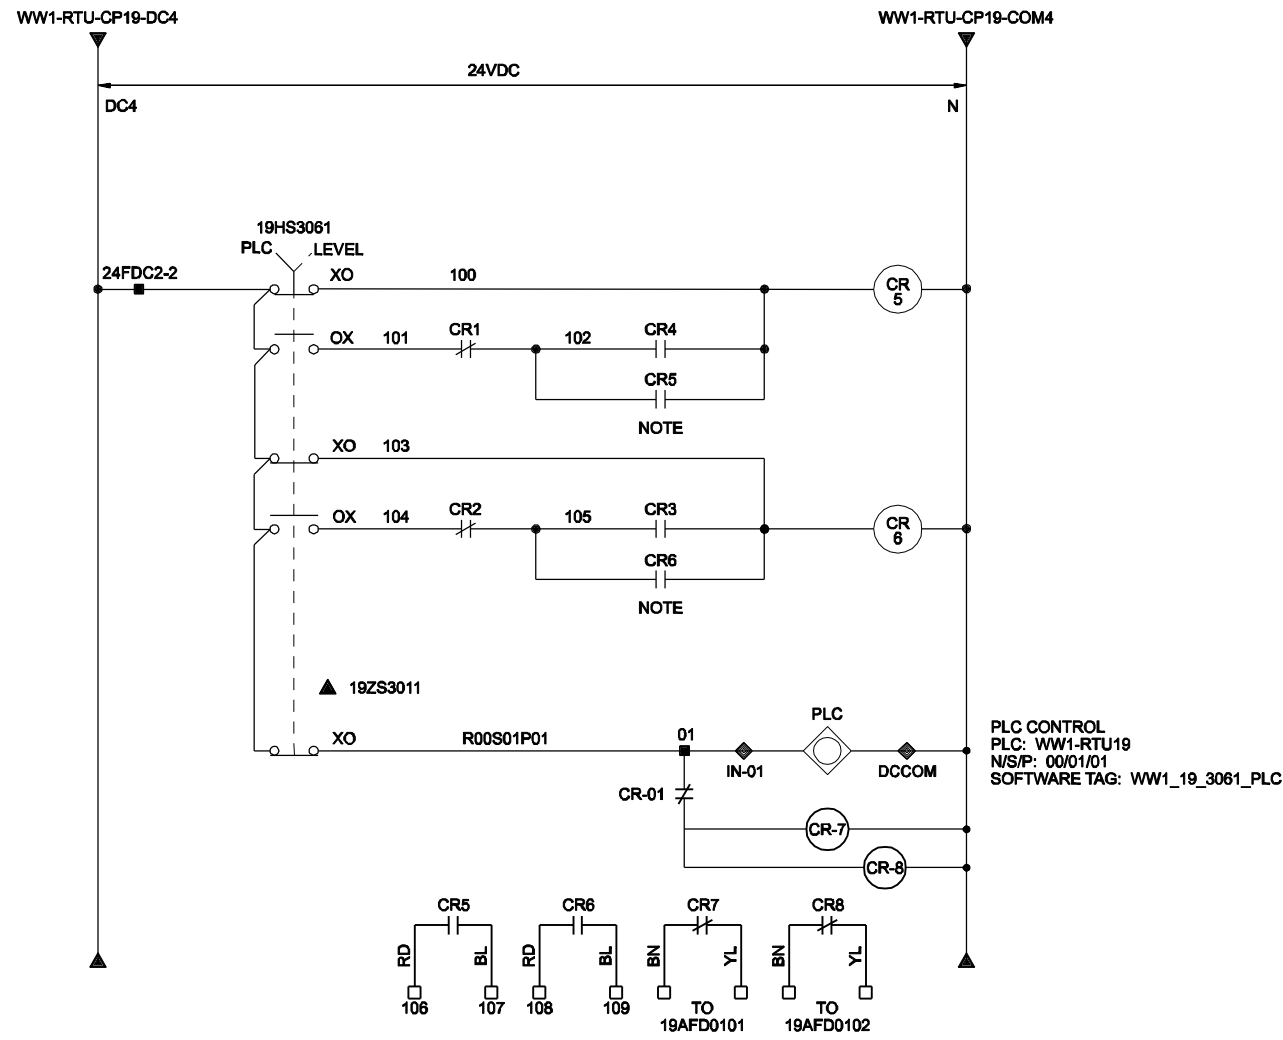 WW1-RTU-CP19-DC4
WW1-RTU-CP19-COM4
24VDC
DC4
N
19HS3061
PLC
LEVEL
24FDC2-2
XO
100
CR
5
OX
101
CR1
102
CR4
CR5
NOTE
XO
103
OX
104
CR2
105
CR3
CR
6
CR6
NOTE
19ZS3011
XO
R00S01P01
01
PLC
IN-01
DCCOM
PLC CONTROL
PLC: WW1-RTU19
N/S/P: 00/01/01
SOFTWARE TAG: WW1_19_3061_PLC
CR-01
CR-7
CR-8
CR5
CR6
CR7
CR8
RD
BL
RD
BL
BN
YL
BN
YL
106
107
108
109
TO
19AFD0101
TO
19AFD0102